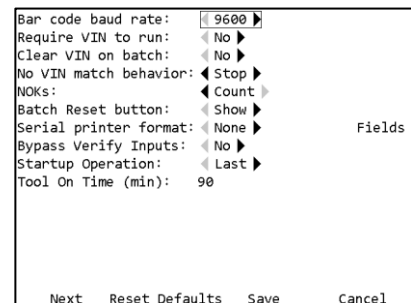 Bar code baud rate: 9600
Require VIN to run: No
Clear VIN on batch: No
No VIN match behavior: Stop
NOKs: Count
Batch Reset button: Show
Serial printer format: None Fields
Bypass Verify Inputs: No
Startup Operation: Last
Tool On Time (min): 90
Next Reset Defaults Save Cancel